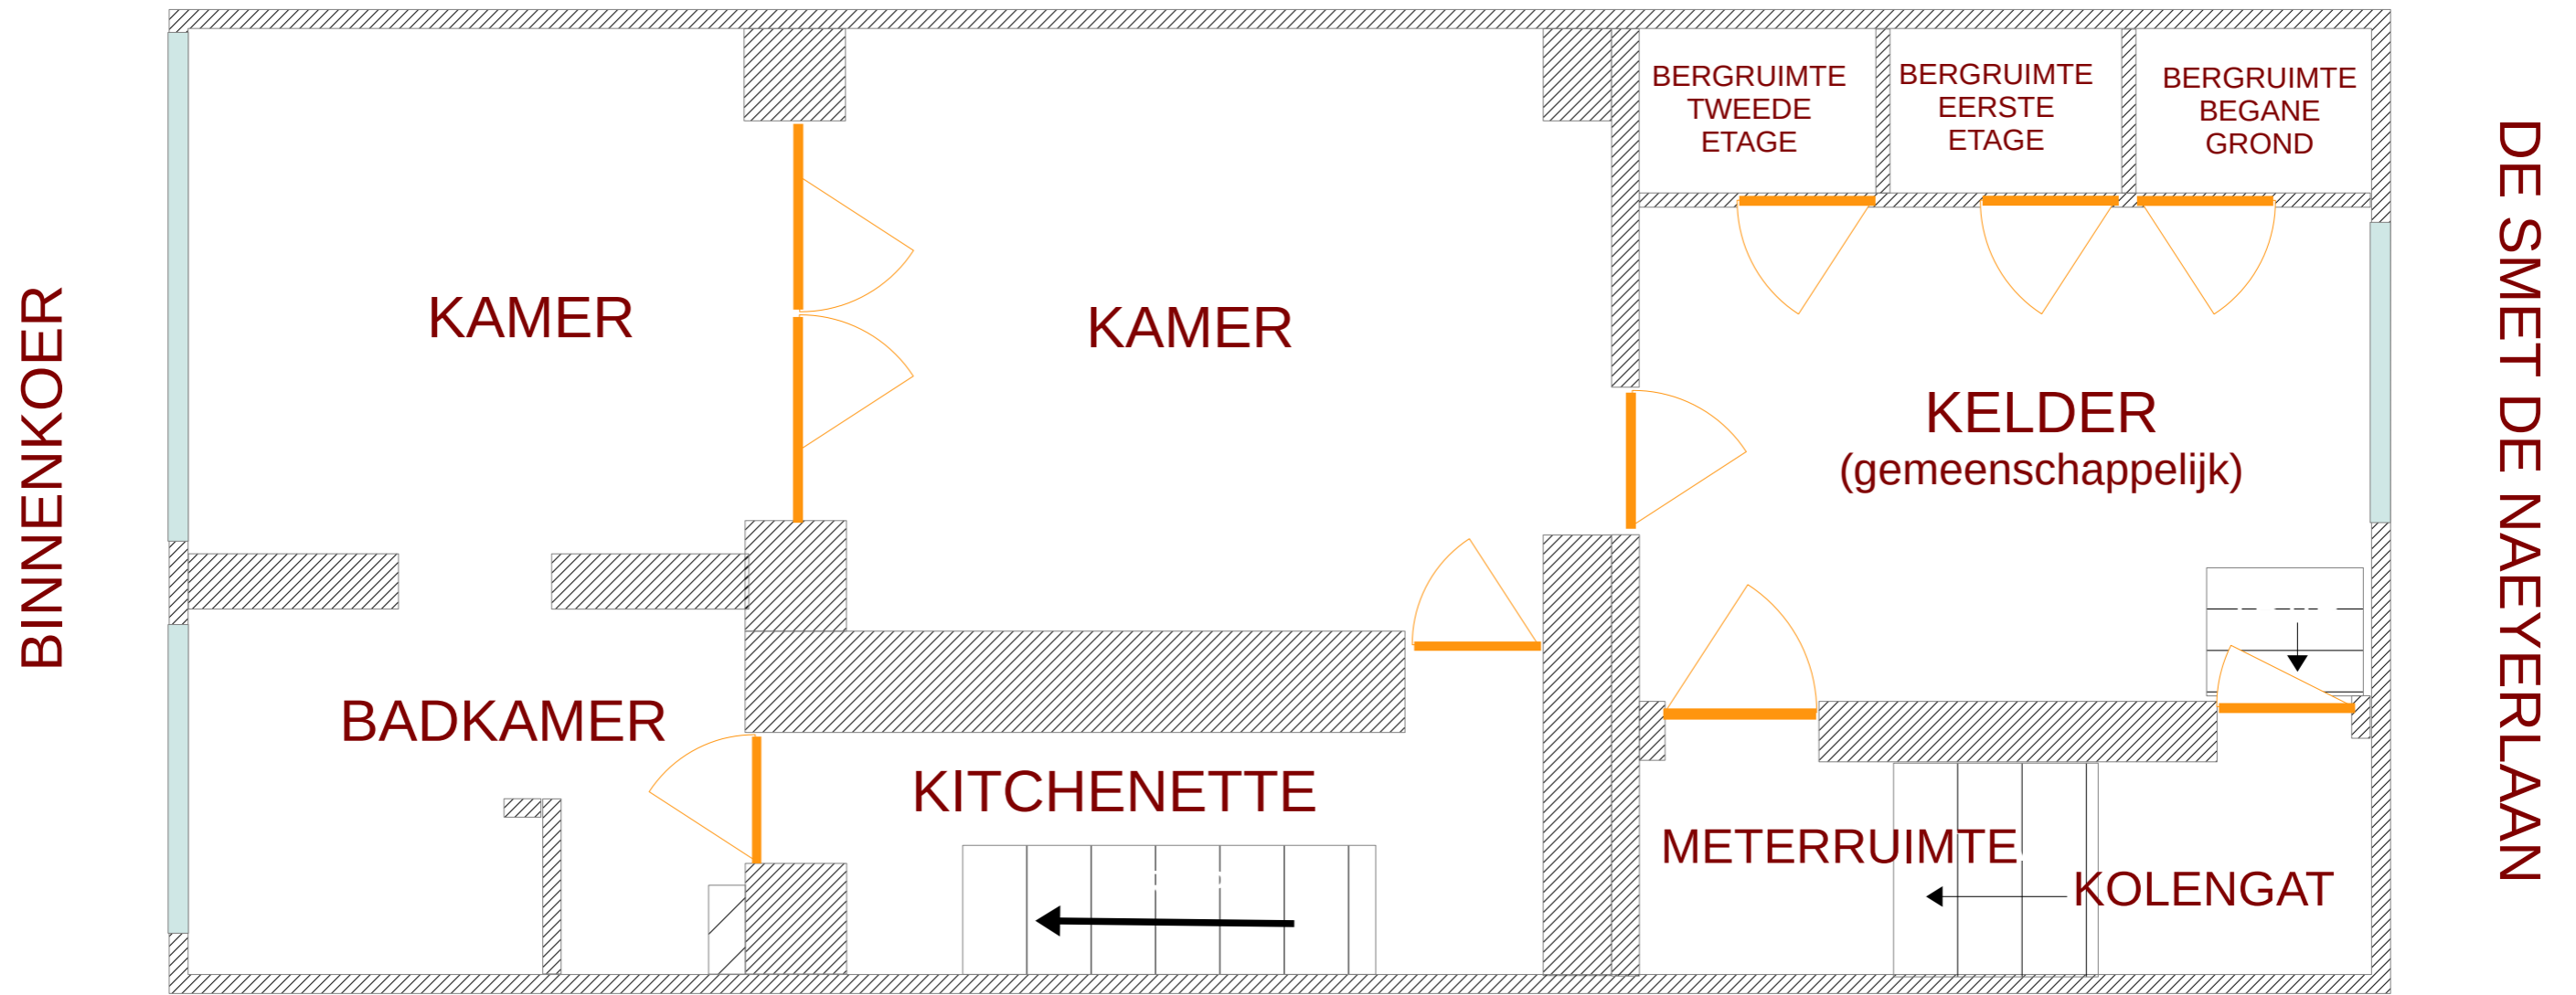 BINNENKOER
KAMER
KAMER
BERGRUIMTE
TWEEDE
ETAGE
BERGRUIMTE
EERSTE
ETAGE
BERGRUIMTE
BEGANE
GROND
KELDER
(gemeenschappelijk)
BADKAMER
KITCHENETTE
METERRUIMTE
KOLENGAT
DE SMET DE NAEYERLAAN